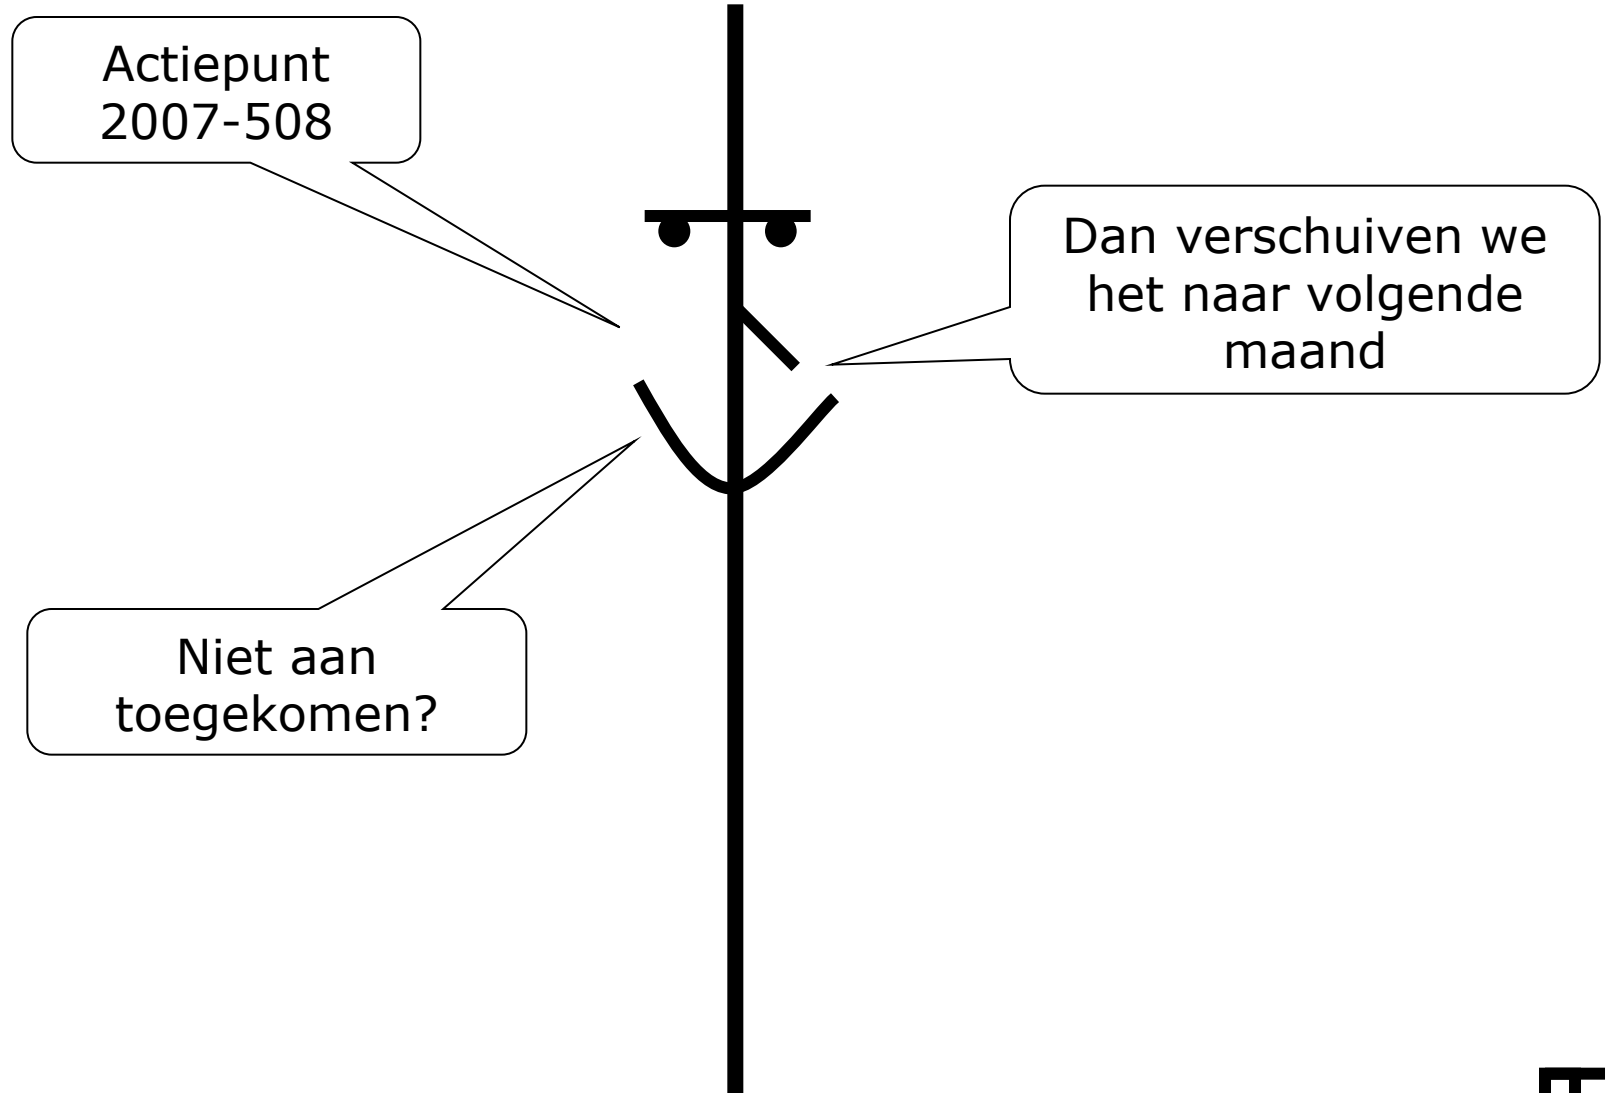 Actiepunt
2007-508
Dan verschuiven we
het naar volgende
maand
Niet aan
toegekomen?